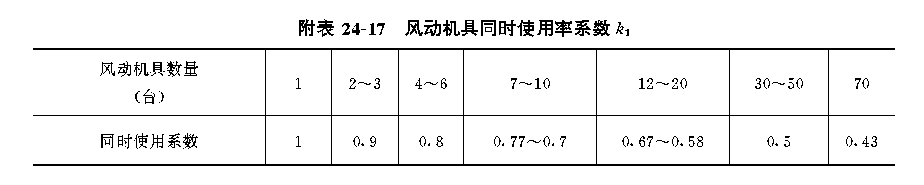 附表 24-17 风动机具同时使用率系数 k₁
风动机具数量 1 2～3 4～6 7～10 12～20 30～50 70
（台）
同时使用系数 1 0.9 0.8 0.77～0.7 0.67～0.58 0.5 0.43